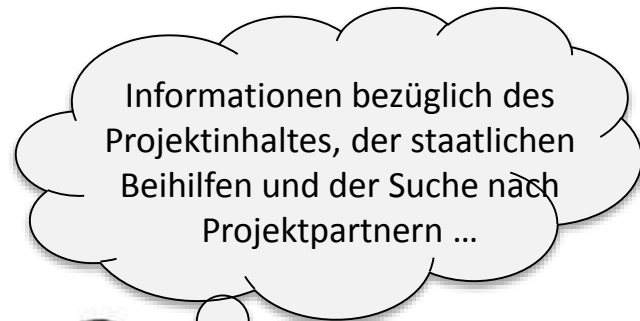 Informationen bezüglich des
Projektinhaltes, der staatlichen
Beihilfen und der Suche nach
Projektpartnern ...